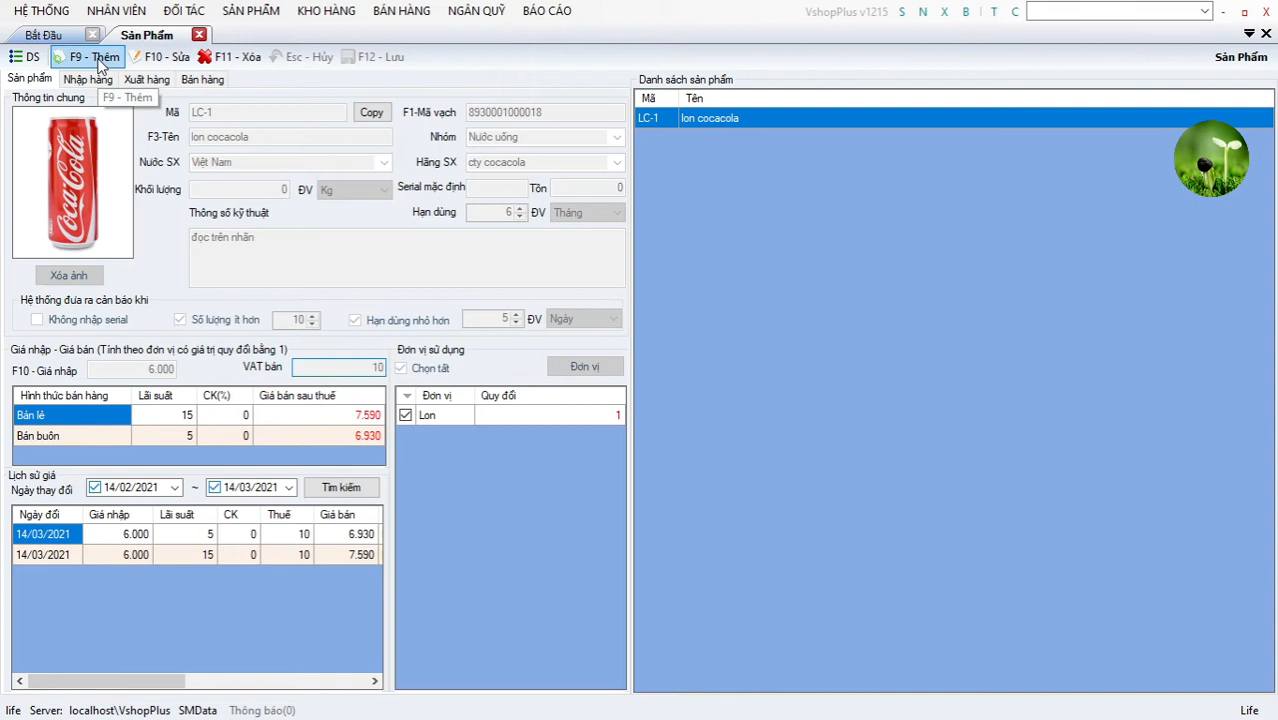 HỆ THỐNG NHÂN VIÊN ĐỐI TÁC SẢN PHẨM KHO HÀNG BÁN HÀNG NGÂN QUỸ BÁO CÁO VshopPlus v1215 S N X B T C
Bắt Đầu Sản Phẩm
DS F9 - Thêm F10 - Sửa F11 - Xóa Esc - Hủy F12 - Lưu Sản Phẩm
Sản phẩm Nhập hàng Xuất hàng Bán hàng Danh sách sản phẩm
F9 - Thêm
Thông tin chung
Mã Tên
Mã LC-1 Copy F1-Mã vạch 8930001000018
LC-1 lon cocacola
F3-Tên lon cocacola Nhóm Nước uống
Nước SX Việt Nam Hãng SX cty cocacola
Khối lượng 0 ĐV Kg Serial mặc định Tồn 0
Thông số kỹ thuật Hạn dùng 6 ĐV Tháng
đọc trên nhãn
Coca-Cola
Xóa ảnh
Hệ thống đưa ra cản báo khi
Không nhập serial Số lượng ít hơn 10 Hạn dùng nhỏ hơn 5 ĐV Ngày
Giá nhập - Giá bán (Tính theo đơn vị có giá trị quy đổi bằng 1) Đơn vị sử dụng
F10 - Giá nhập 6.000 VAT bán 10 Chọn tất Đơn vị
Hình thức bán hàng Lãi suất CK(%) Giá bán sau thuế Đơn vị Quy đổi
Bán lẻ 15 0 7.590 Lon 1
Bán buôn 5 0 6.930
Lịch sử giá
Ngày thay đổi 14/02/2021 ~ 14/03/2021 Tìm kiếm
Ngày đổi Giá nhập Lãi suất CK Thuế Giá bán
14/03/2021 6.000 5 0 10 6.930
14/03/2021 6.000 15 0 10 7.590
life Server: localhost\VshopPlus SMData Thông báo(0) Life